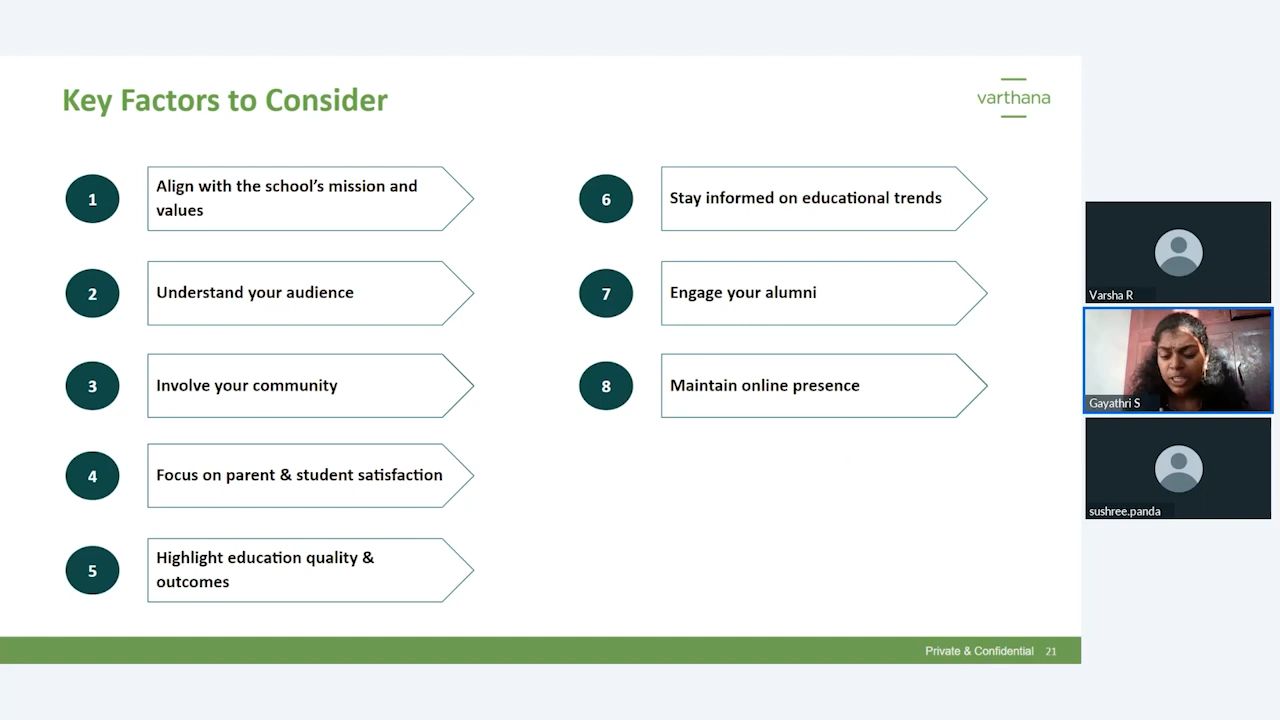 Key Factors to Consider
varthana
1
Align with the school's mission and
values
2
Understand your audience
3
Involve your community
4
Focus on parent & student satisfaction
5
Highlight education quality &
outcomes
6
Stay informed on educational trends
7
Engage your alumni
8
Maintain online presence
Varsha R
Gayathri S
sushree.panda
Private & Confidential 21